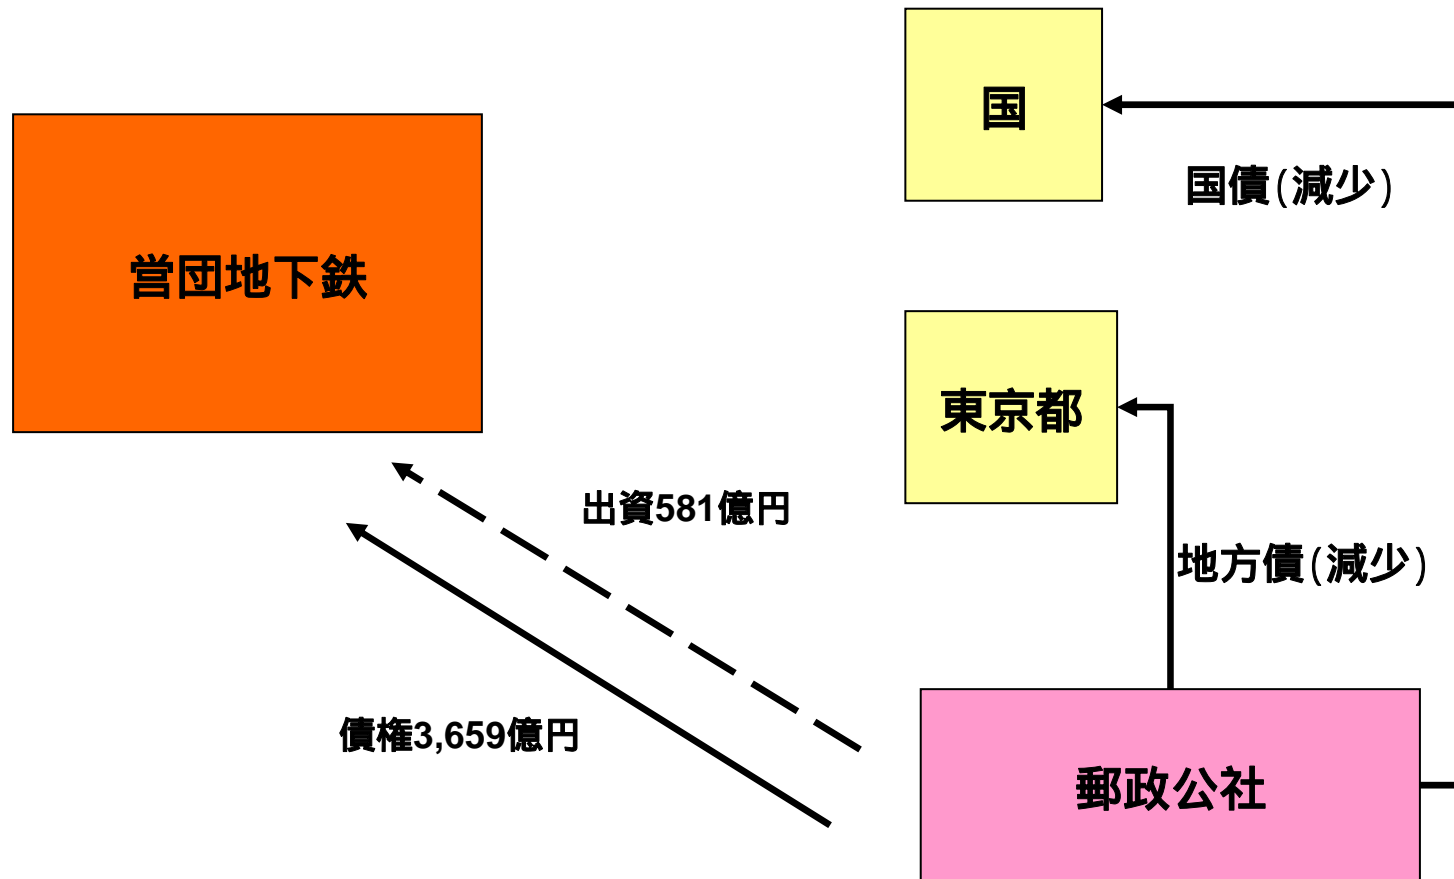 国
国債(減少)
営団地下鉄
東京都
出資581億円
地方債(減少)
債権3,659億円
郵政公社